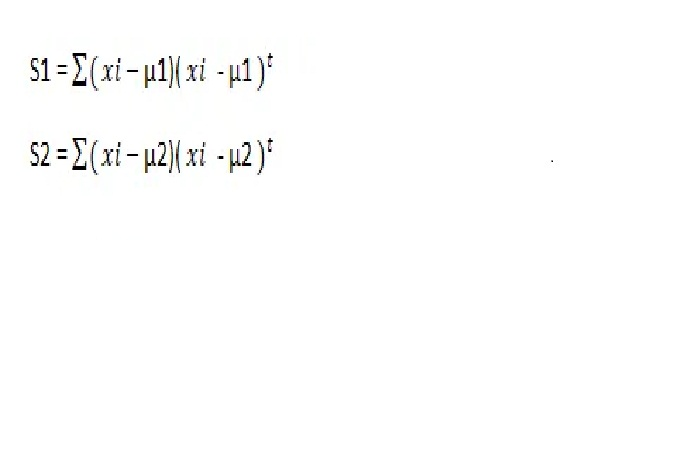 S1 = ∑( xi – μ1)( xi - μ1 )ᵗ
S2 = ∑( xi – μ2)( xi - μ2 )ᵗ